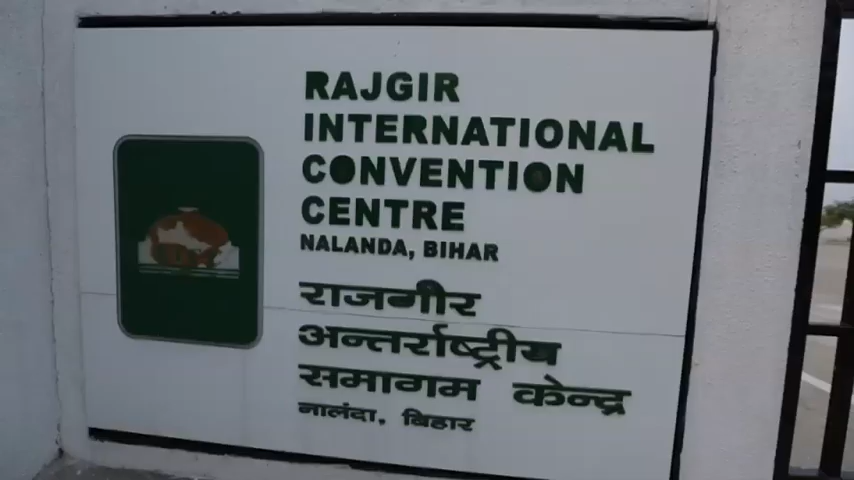 RAJGIR
INTERNATIONAL
CONVENTION
CENTRE
NALANDA, BIHAR
राजगीर
अन्तर्राष्ट्रीय
समागम केन्द्र
नालंदा, बिहार